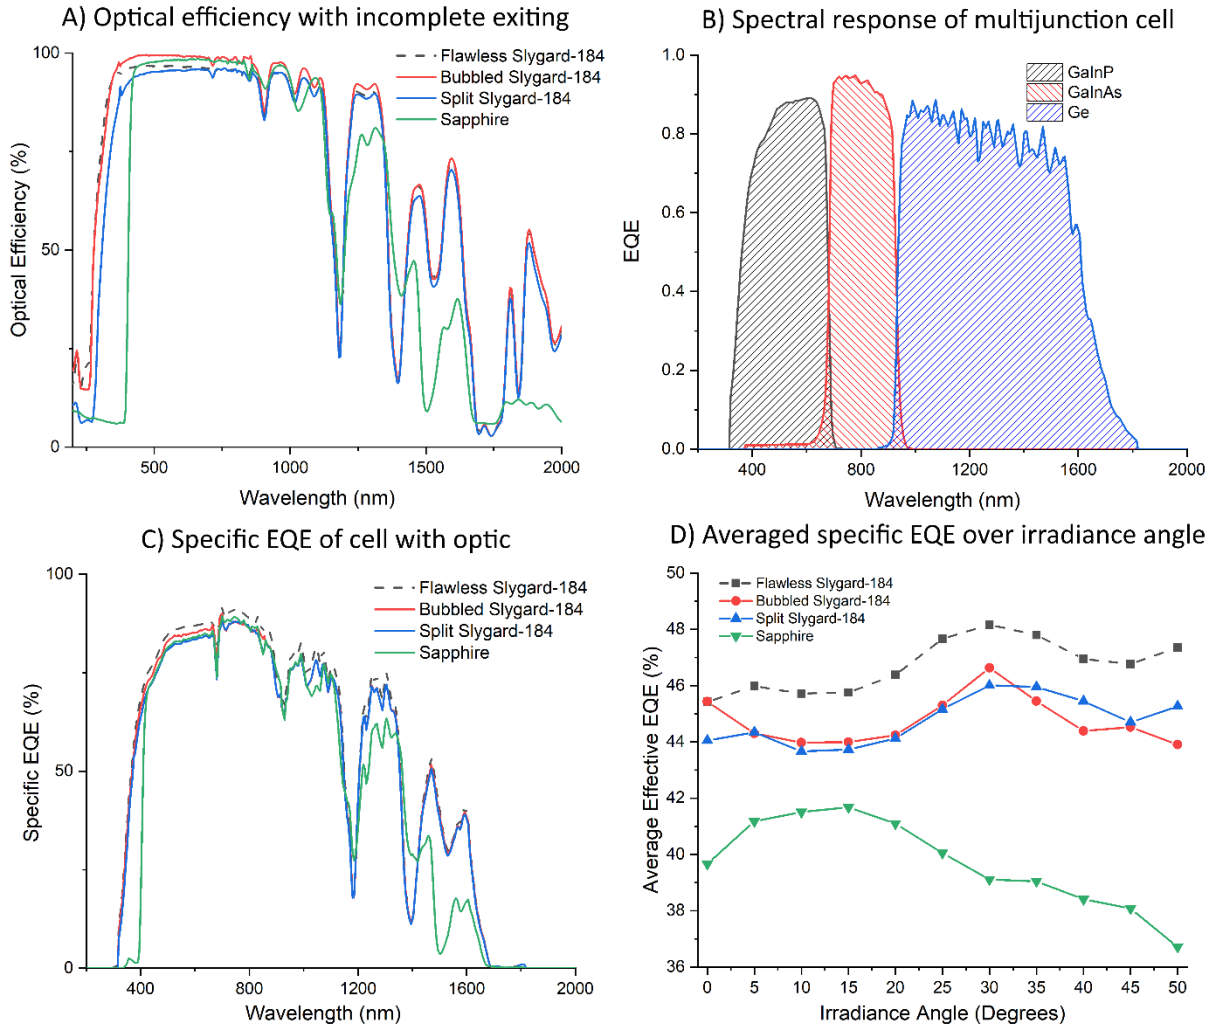 A) Optical efficiency with incomplete exiting
100
50
0
500
1000
1500
2000
Optical Efficiency (%)
Wavelength (nm)
Flawless Slygard-184
Bubbled Slygard-184
Split Slygard-184
Sapphire
B) Spectral response of multijunction cell
1.0
0.8
0.6
0.4
0.2
0.0
400
800
1200
1600
2000
EQE
Wavelength (nm)
GaInP
GaInAs
Ge
C) Specific EQE of cell with optic
100
50
0
400
800
1200
1600
2000
Specific EQE (%)
Wavelength (nm)
Flawless Slygard-184
Bubbled Slygard-184
Split Slygard-184
Sapphire
D) Averaged specific EQE over irradiance angle
50
48
46
44
42
40
38
36
0
5
10
15
20
25
30
35
40
45
50
Average Effective EQE (%)
Irradiance Angle (Degrees)
Flawless Slygard-184
Bubbled Slygard-184
Split Slygard-184
Sapphire